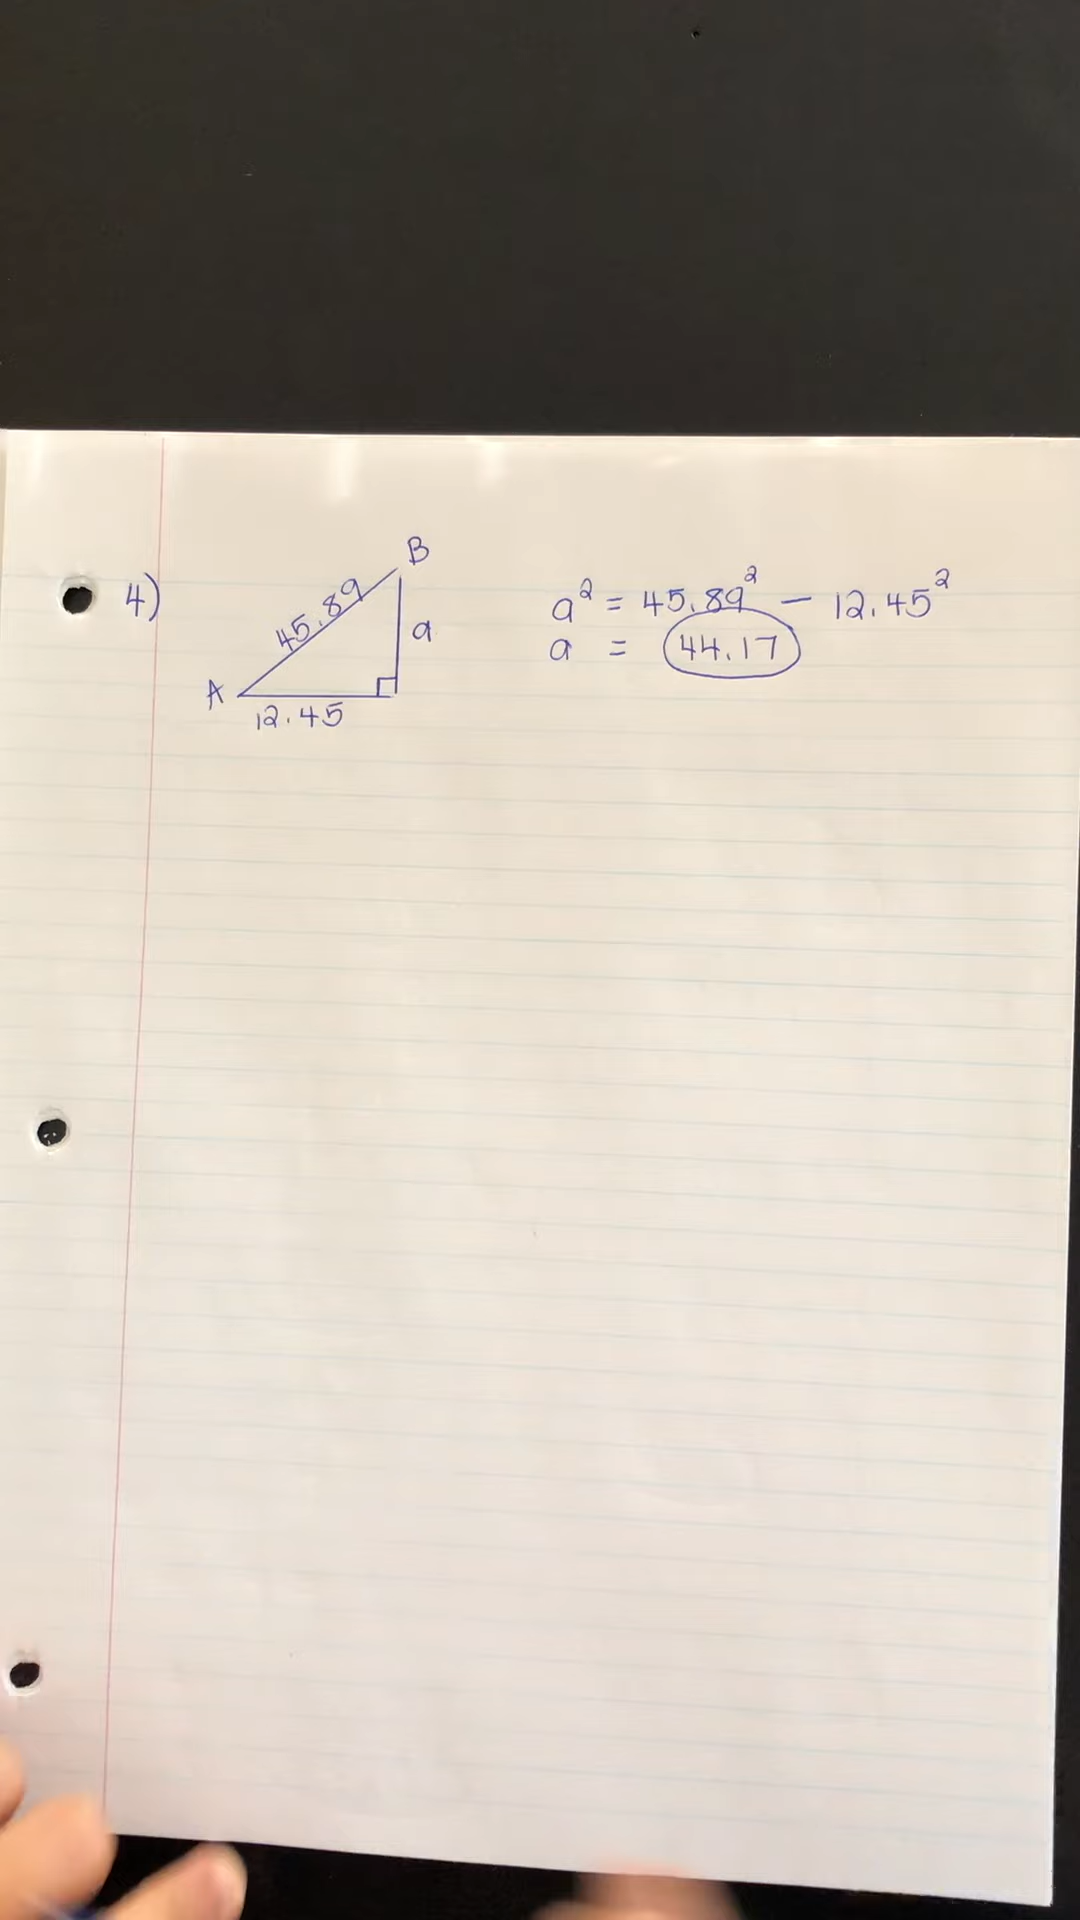 4)
B
45.89
a
A
12.45
a² = 45.89² – 12.45²
a = 44.17